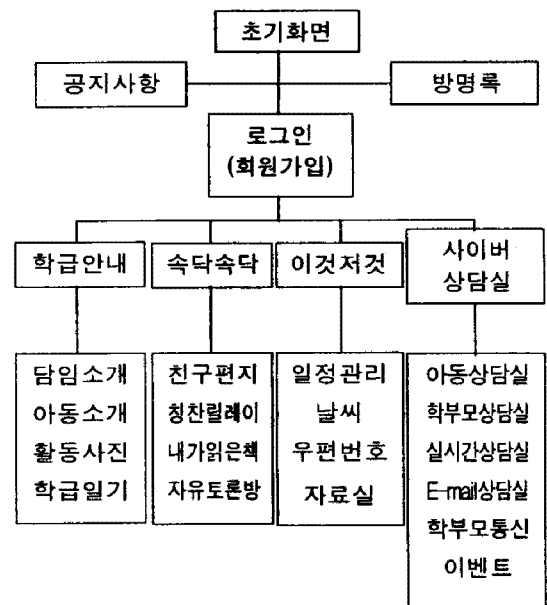 초기화면
공지사항
방명록
로그인
(회원가입)
학급안내
속닥속닥
이것저것
사이버
상담실
담임소개
아동소개
활동사진
학급일기
친구편지
칭찬릴레이
내가읽은책
자유토론방
일정관리
날씨
우편번호
자료실
아동상담실
학부모상담실
실시간상담실
E-mail상담실
학부모통신
이벤트